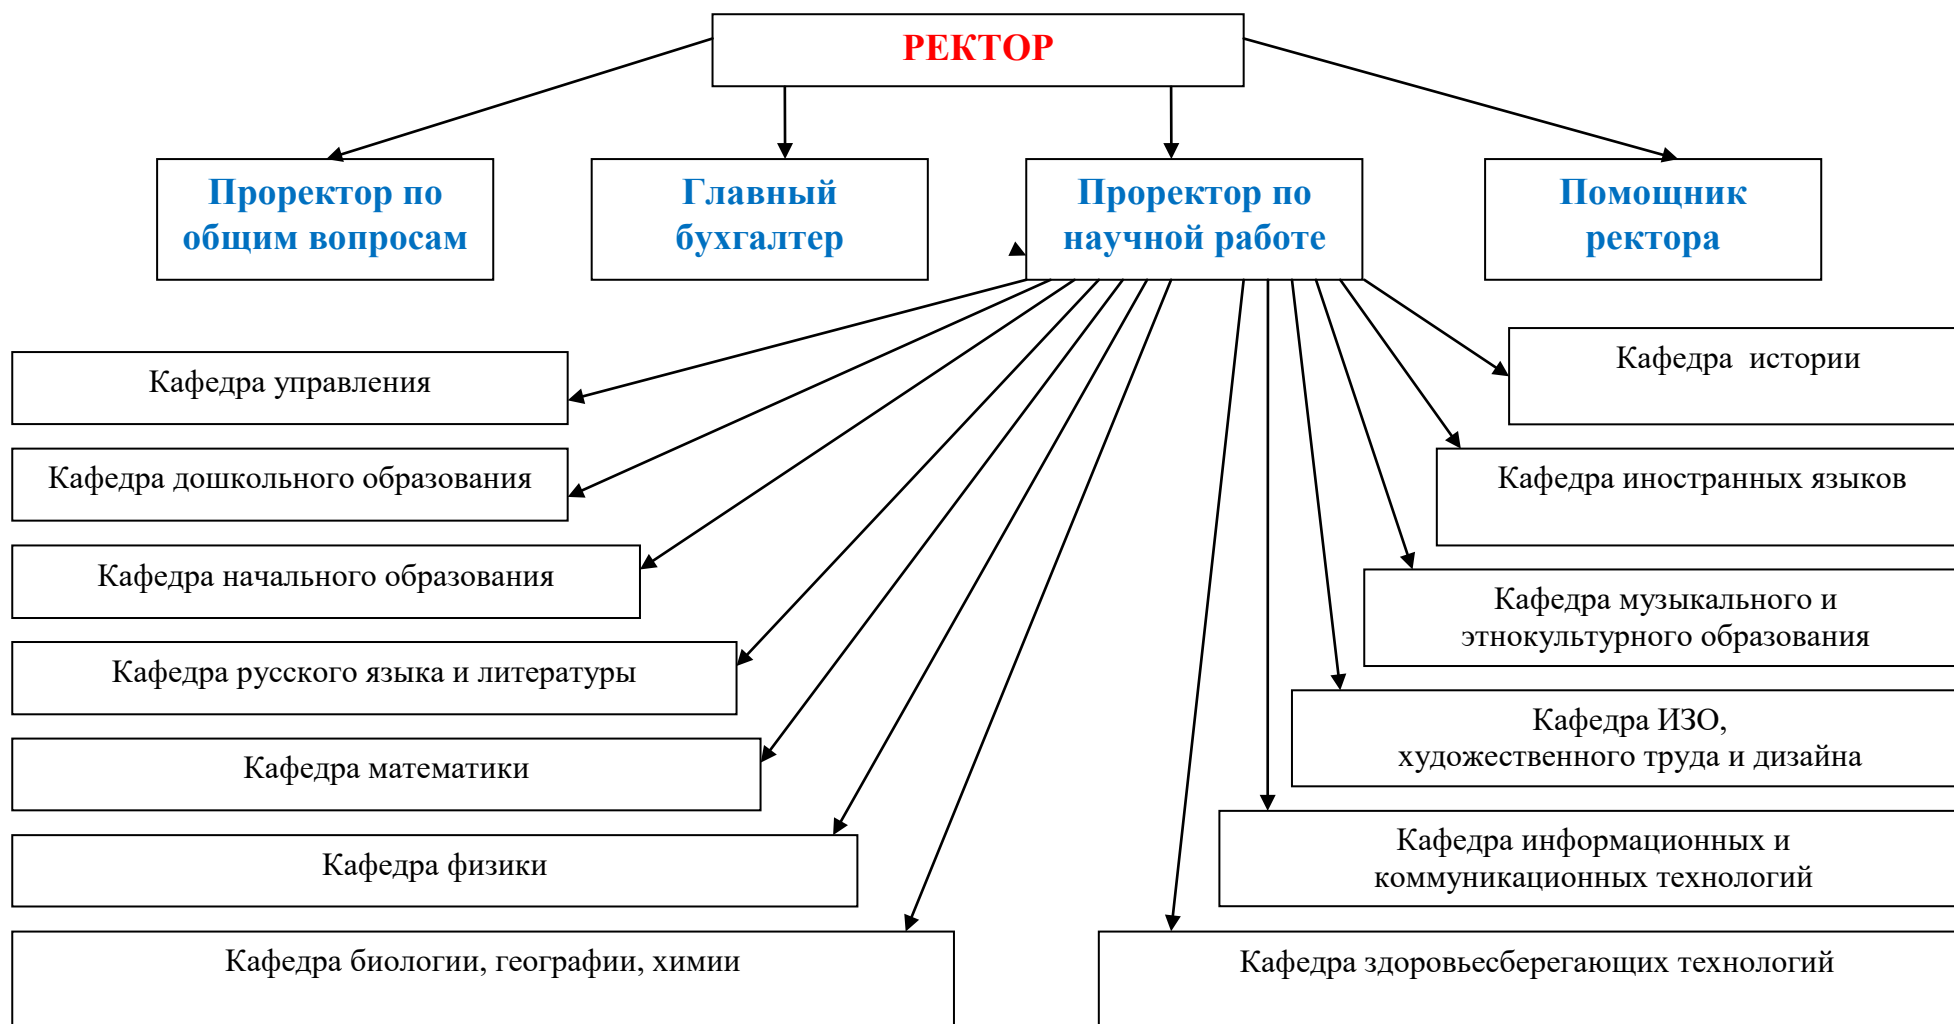 РЕКТОР
Проректор по
общим вопросам
Главный
бухгалтер
Проректор по
научной работе
Помощник
ректора
Кафедра управления
Кафедра дошкольного образования
Кафедра начального образования
Кафедра русского языка и литературы
Кафедра математики
Кафедра физики
Кафедра биологии, географии, химии
Кафедра истории
Кафедра иностранных языков
Кафедра музыкального и
этнокультурного образования
Кафедра ИЗО,
художественного труда и дизайна
Кафедра информационных и
коммуникационных технологий
Кафедра здоровьесберегающих технологий